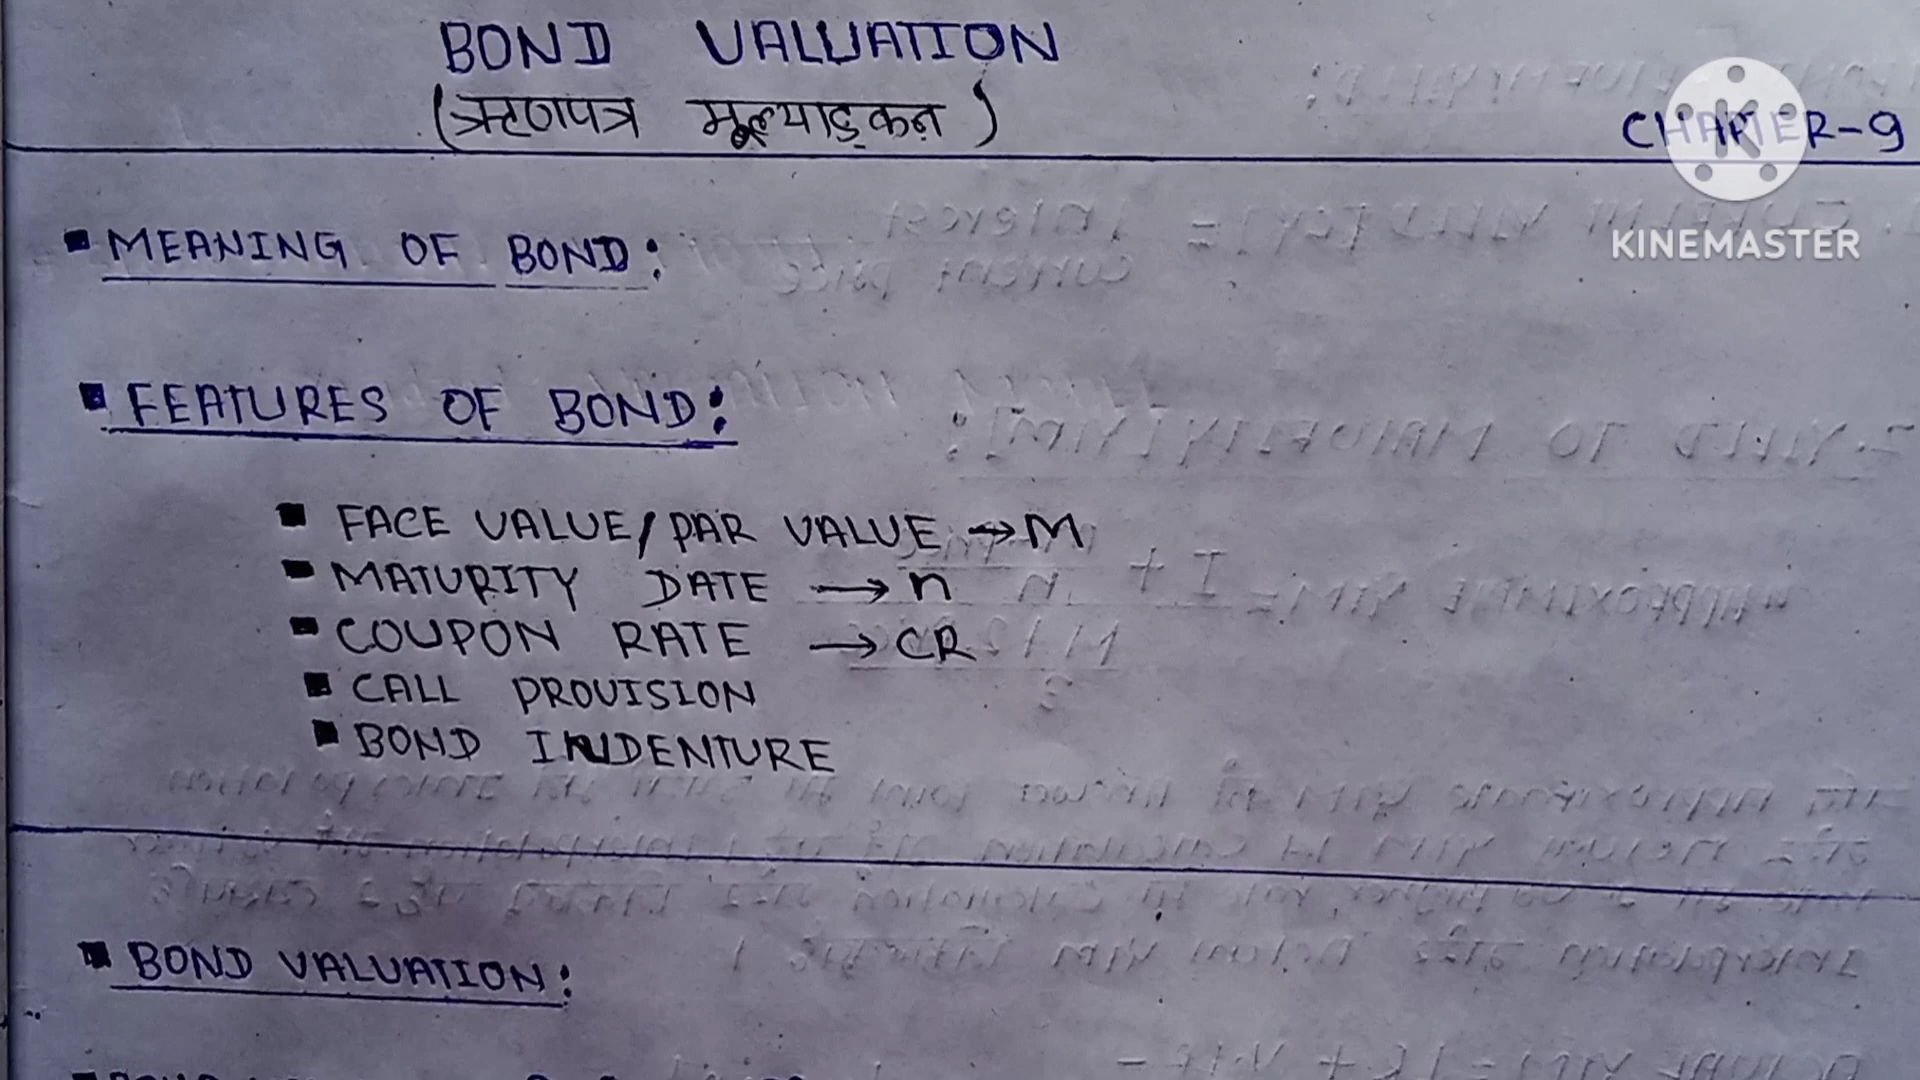 BOND VALUATION
(ऋणपत्र मूल्याङ्कन)
CHAPTER-9
KINEMASTER
▪ MEANING OF BOND:
▪ FEATURES OF BOND:
▪ FACE VALUE/PAR VALUE → M
▪ MATURITY DATE → n
▪ COUPON RATE → CR
▪ CALL PROVISION
▪ BOND INDENTURE
▪ BOND VALUATION: